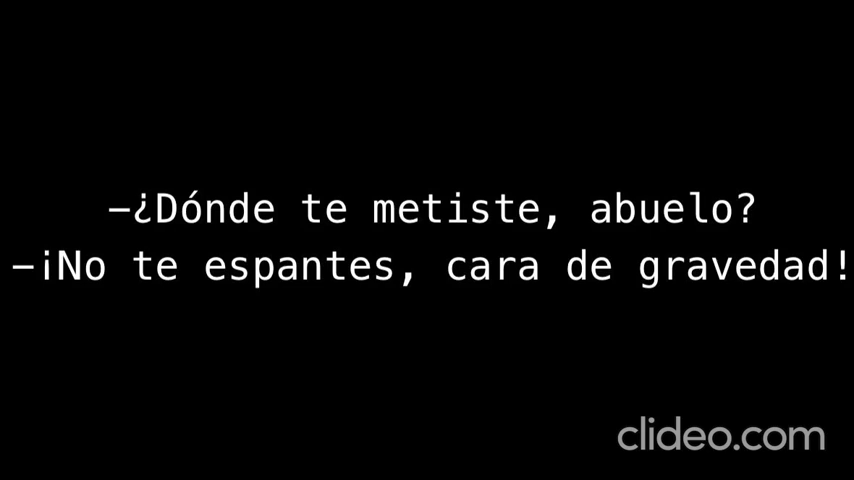 –¿Dónde te metiste, abuelo?
–¡No te espantes, cara de gravedad!
clideo.com